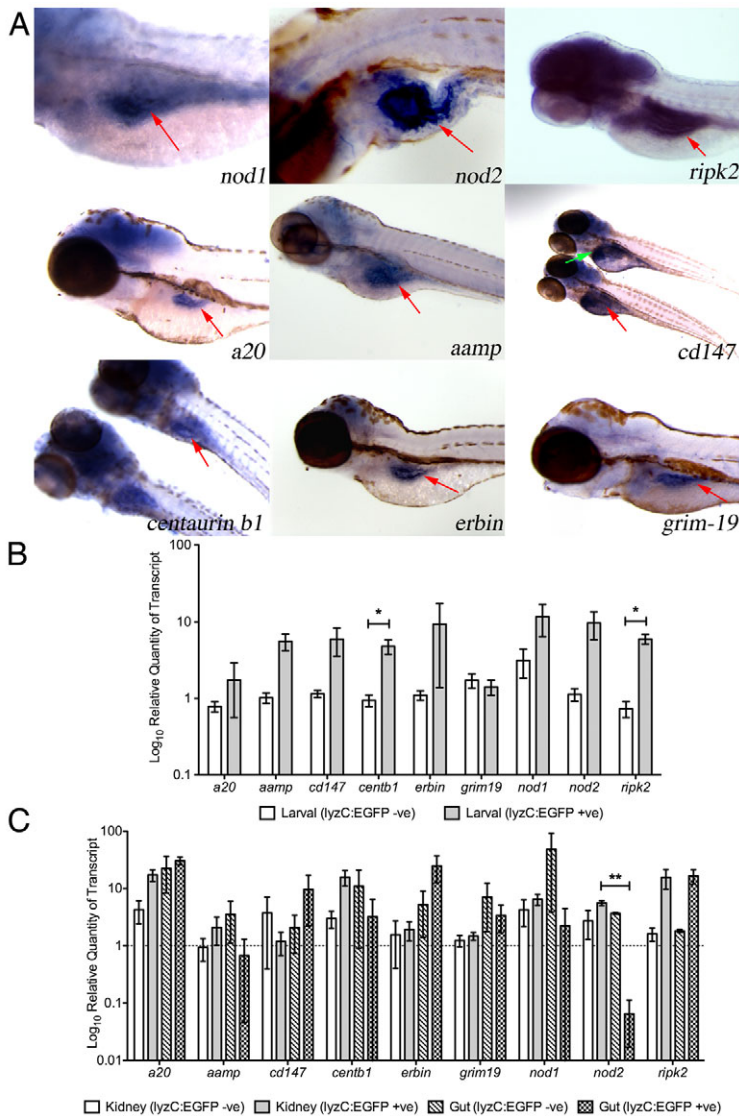 A
nod1
nod2
ripk2
a20
aamp
cd147
centaurin b1
erbin
grim-19
B
Log10 Relative Quantity of Transcript
100
10
1
0.1
*
*
a20 aamp cd147 centb1 erbin grim19 nod1 nod2 ripk2
Larval (lyzC:EGFP -ve) Larval (lyzC:EGFP +ve)
C
Log10 Relative Quantity of Transcript
100
10
1
0.1
0.01
**
a20 aamp cd147 centb1 erbin grim19 nod1 nod2 ripk2
Kidney (lyzC:EGFP -ve) Kidney (lyzC:EGFP +ve) Gut (lyzC:EGFP -ve) Gut (lyzC:EGFP +ve)